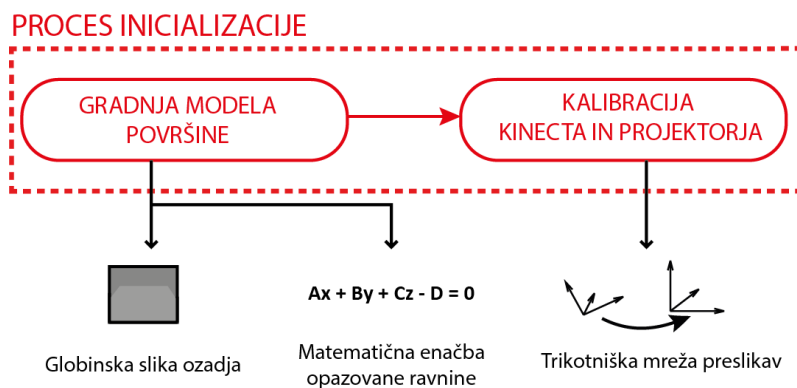 PROCES INICIALIZACIJE
GRADNJA MODELA
POVRŠINE
KALIBRACIJA
KINECTA IN PROJEKTORJA
Ax + By + Cz - D = 0
Globinska slika ozadja
Matematična enačba
opazovane ravnine
Trikotniška mreža preslikav